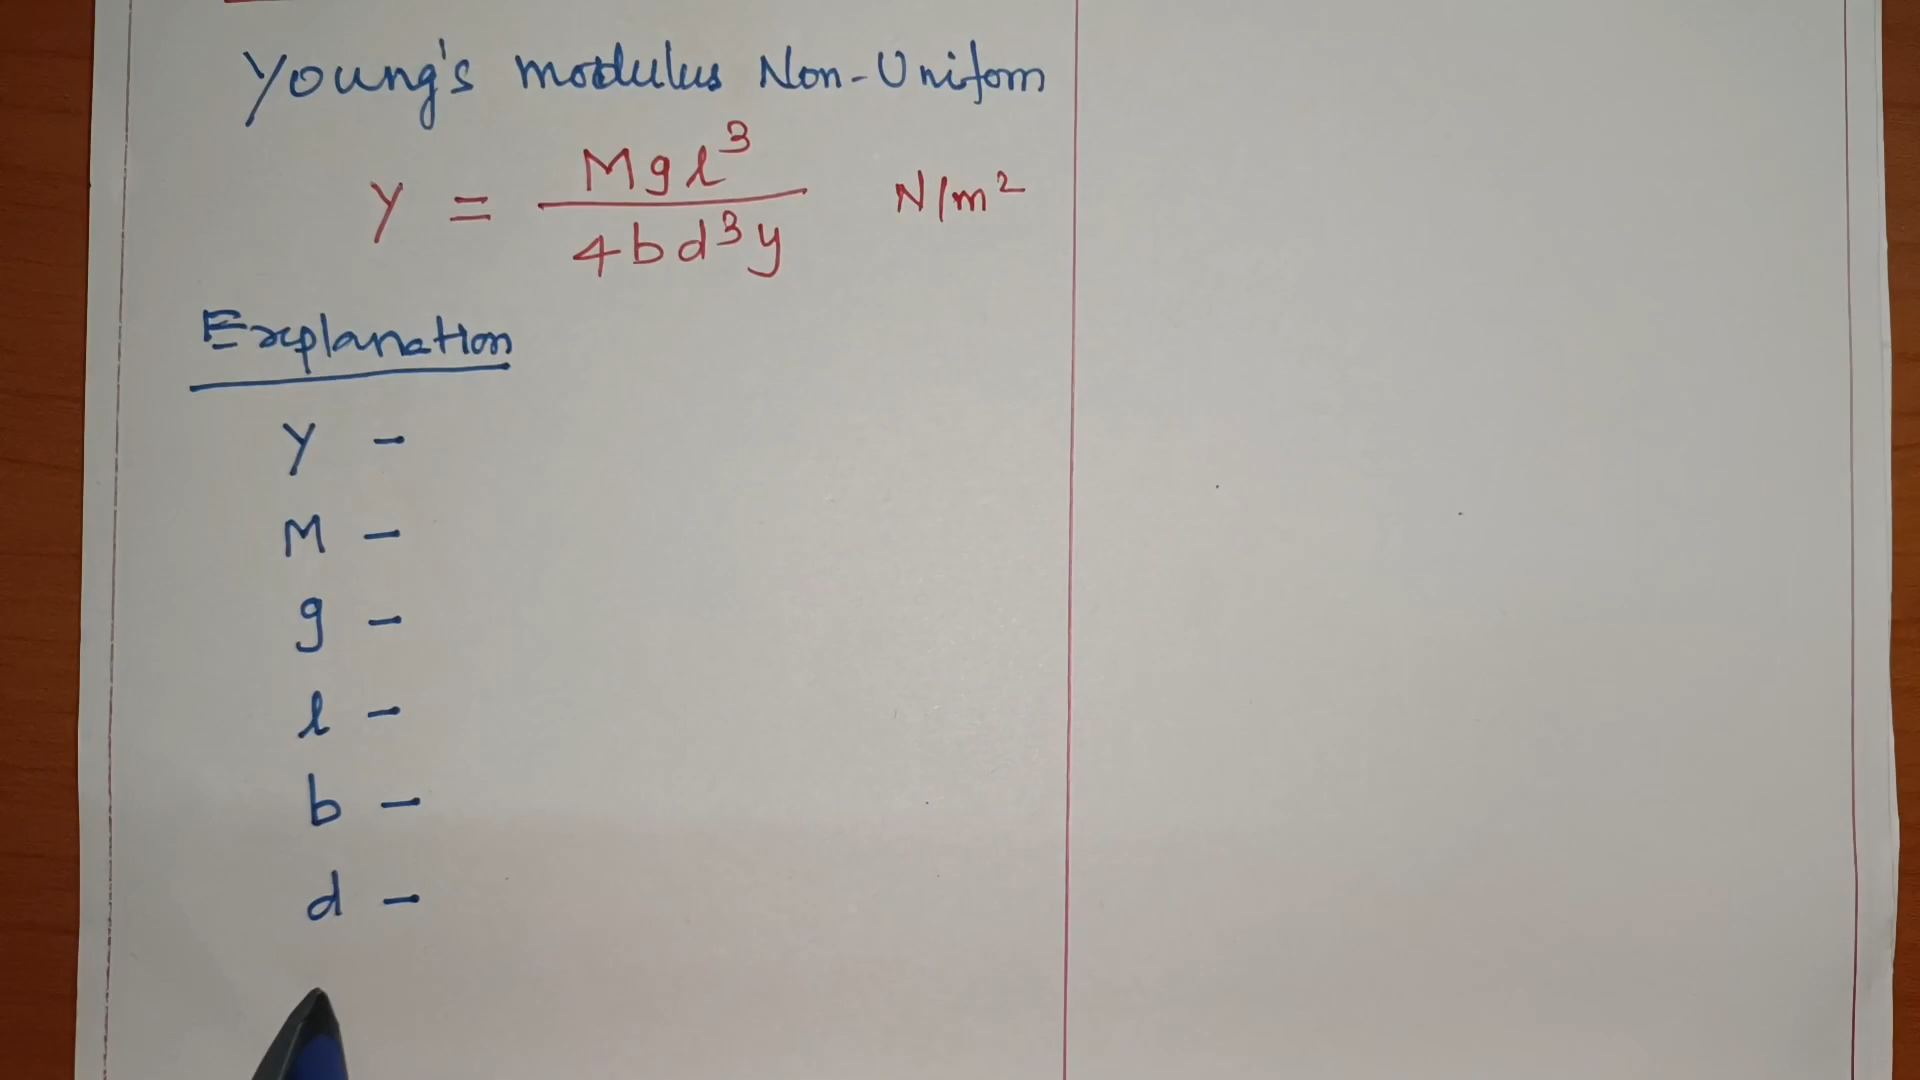 Young's modulus Non-Uniform
Y = Mgl³ / 4bd³y N/m²
Explanation
Y -
M -
g -
l -
b -
d -